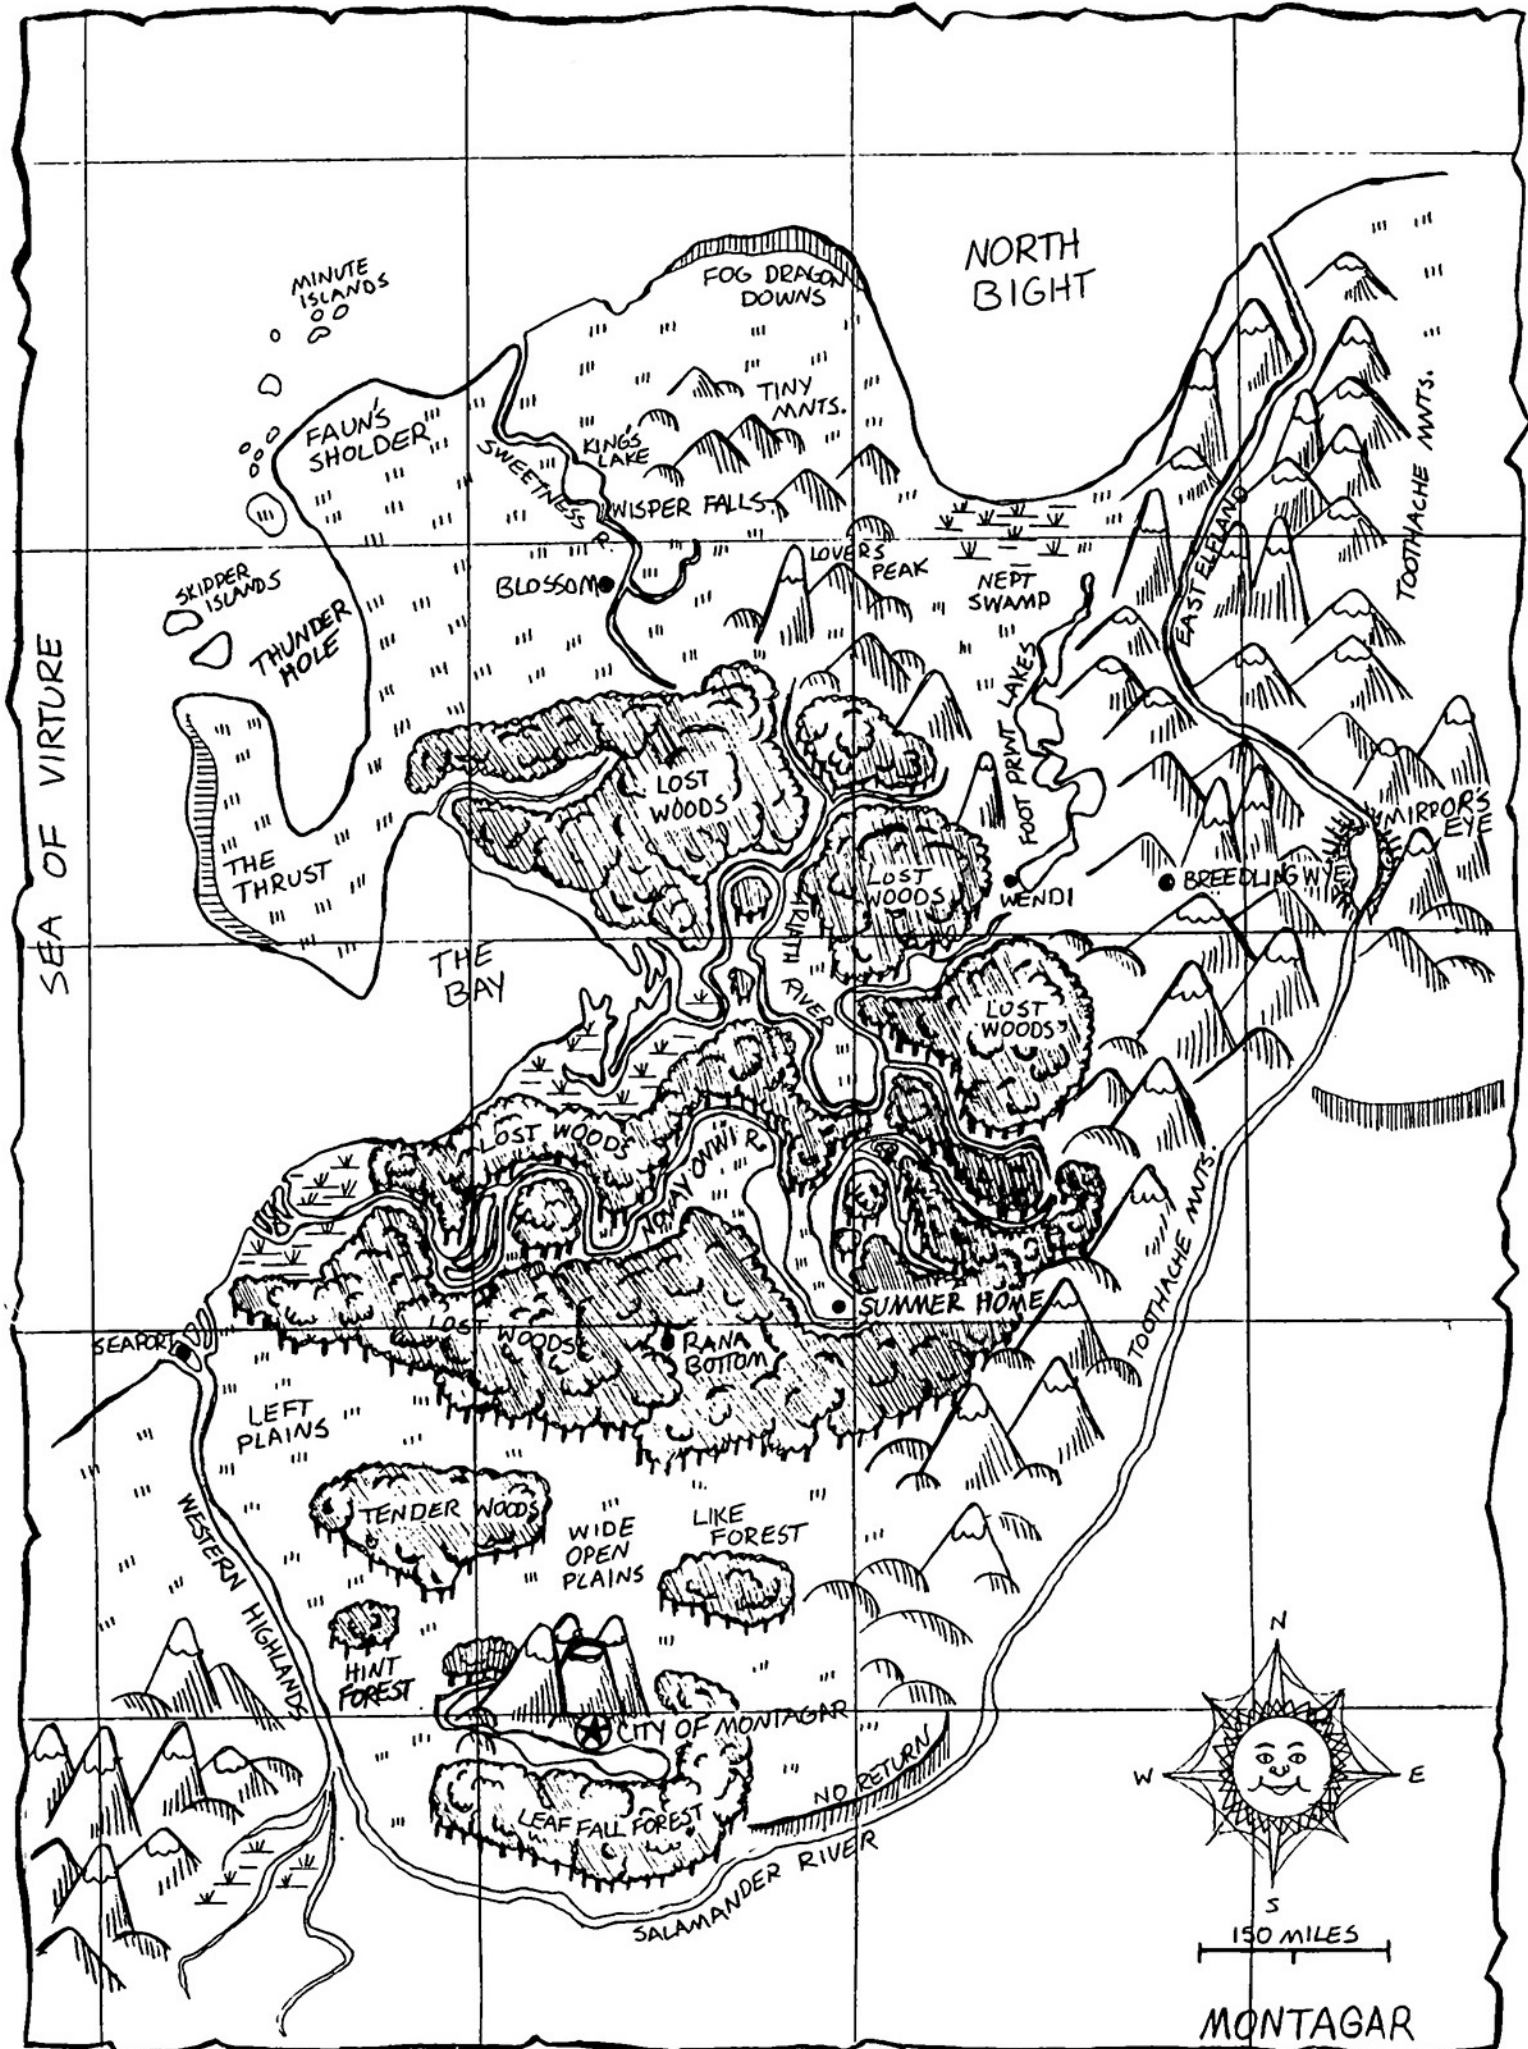 NORTH
BIGHT
MINUTE
ISLANDS
FOG DRAGON
DOWNS
TINY
MNTS.
FAUN'S
SHOLDER
KING'S
LAKE
SWEETNESS R.
WISPER FALLS
TOOTHACHE MNTS.
EAST ELELAND
LOVERS
PEAK
NEPT
SWAMP
BLOSSOM
SKIPPER
ISLANDS
THUNDER
HOLE
SEA OF VIRTURE
FOOT PRINT LAKES
LOST
WOODS
MIRROR'S
EYE
THE
THRUST
LOST
WOODS
WENDI
BREEDLING WYE
THE
BAY
RIVER
LOST
WOODS
LOST WOODS
TOOTHACHE MNTS.
SUMMER HOME
SEAPORT
LOST WOODS
RANA
BOTTOM
LEFT
PLAINS
TENDER WOODS
WIDE
OPEN
PLAINS
LIKE
FOREST
WESTERN HIGHLANDS
HINT
FOREST
CITY OF MONTAGAR
NO RETURN
LEAF FALL FOREST
SALAMANDER RIVER
N
W
E
S
150 MILES
MONTAGAR